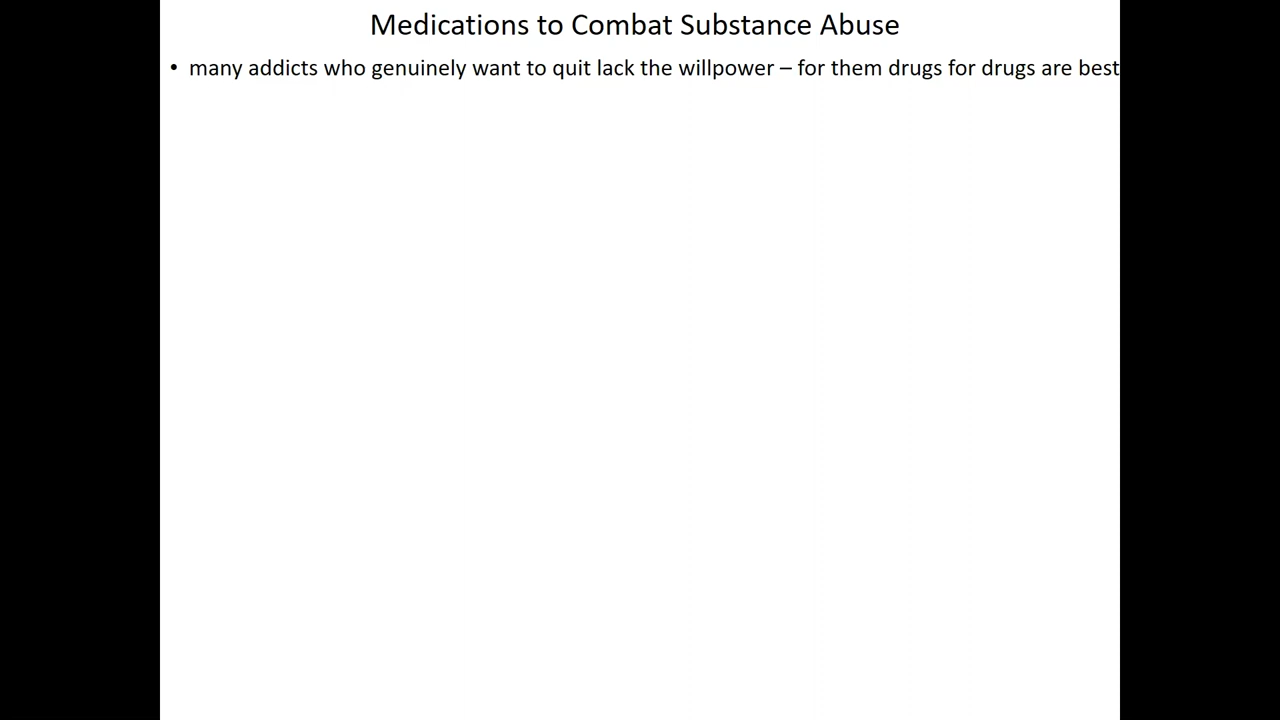 Medications to Combat Substance Abuse
• many addicts who genuinely want to quit lack the willpower – for them drugs for drugs are best